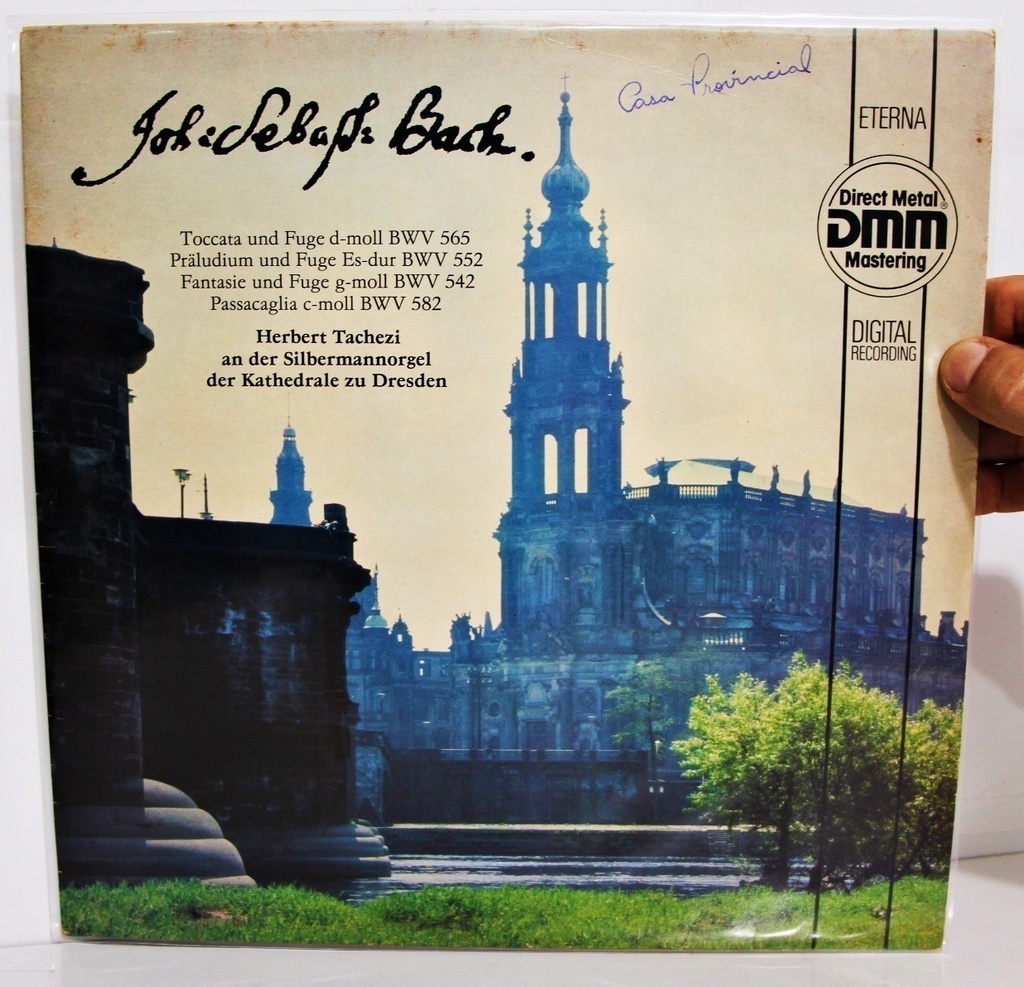 Casa Provincial
Joh: Sebast: Bach.
ETERNA
Direct Metal®
DMM
Mastering
DIGITAL
RECORDING
Toccata und Fuge d-moll BWV 565
Präludium und Fuge Es-dur BWV 552
Fantasie und Fuge g-moll BWV 542
Passacaglia c-moll BWV 582
Herbert Tachezi
an der Silbermannorgel
der Kathedrale zu Dresden